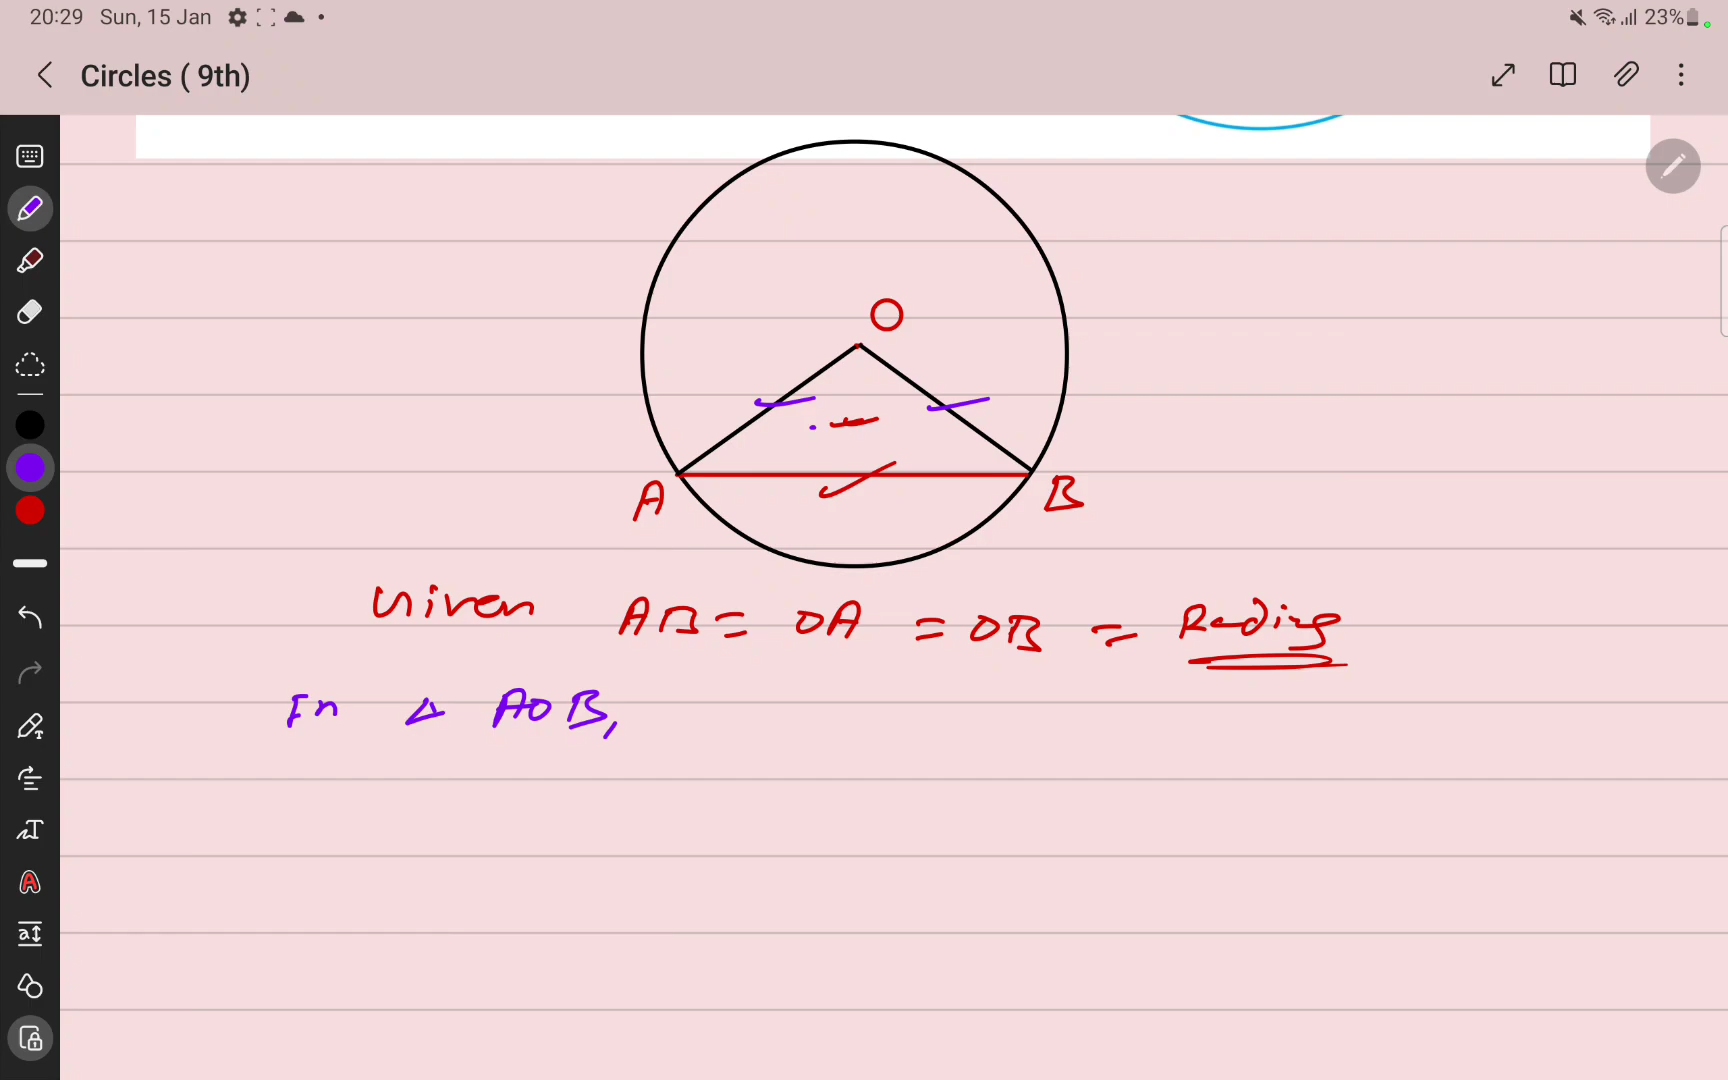 20:29 Sun, 15 Jan 23%
Circles ( 9th)
O
A B
Given AB = OA = OB = Radius
In Δ AOB,